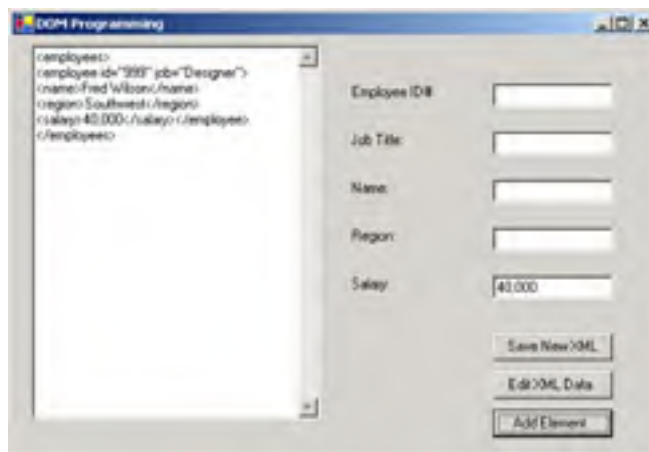 DOM Programming
<employees>
<employee id="999" job="Designer">
<name>Fred Wilson</name>
<region>Southwest</region>
<salary>40,000</salary></employee>
</employees>
Employee ID#:
Job Title:
Name:
Region:
Salary:
40,000
Save New XML
Edit XML Data
Add Element